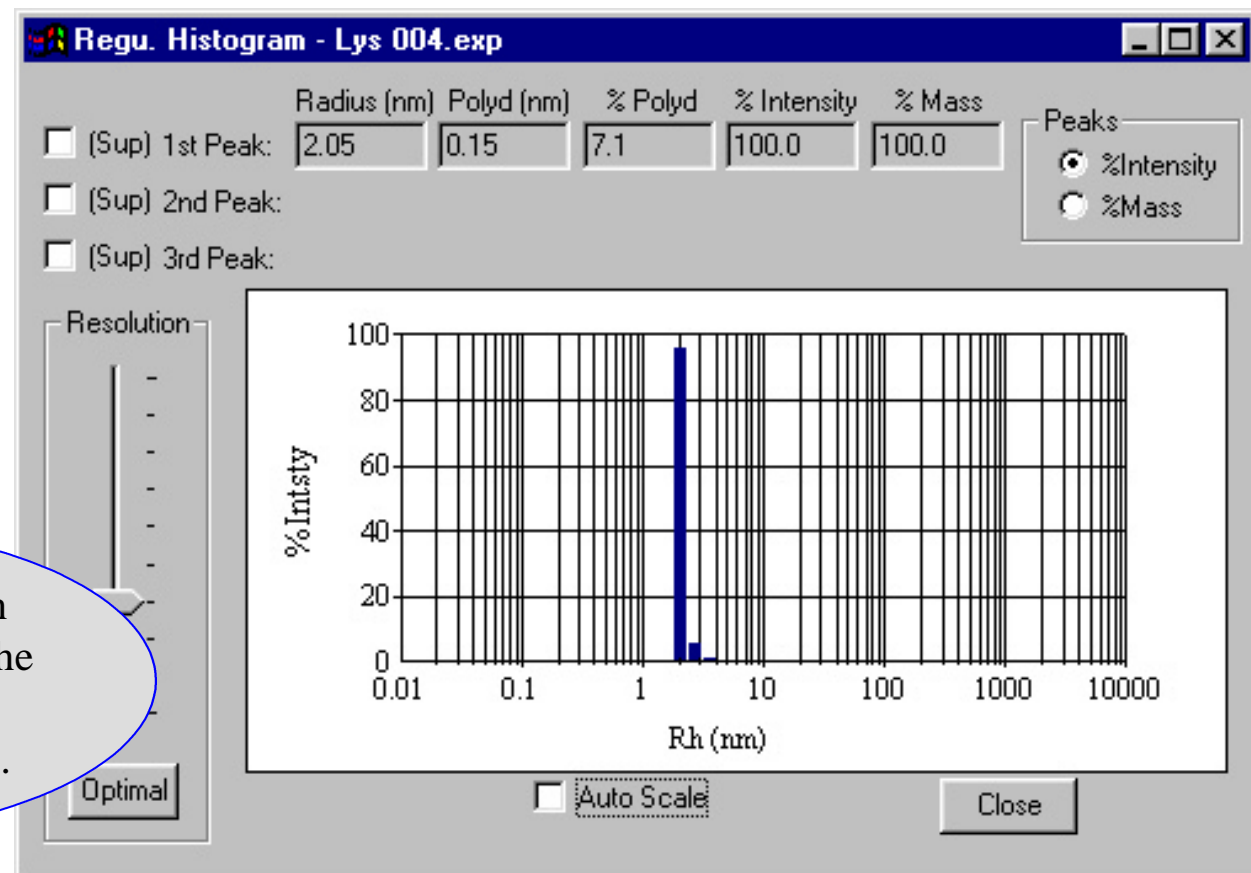 Regu. Histogram - Lys 004.exp
Radius (nm) Polyd (nm) % Polyd % Intensity % Mass
(Sup) 1st Peak: 2.05 0.15 7.1 100.0 100.0
(Sup) 2nd Peak:
(Sup) 3rd Peak:
Peaks
%Intensity
%Mass
Resolution
Optimal
%Intsty
100
80
60
40
20
0
0.01 0.1 1 10 100 1000 10000
Rh (nm)
Auto Scale
Close